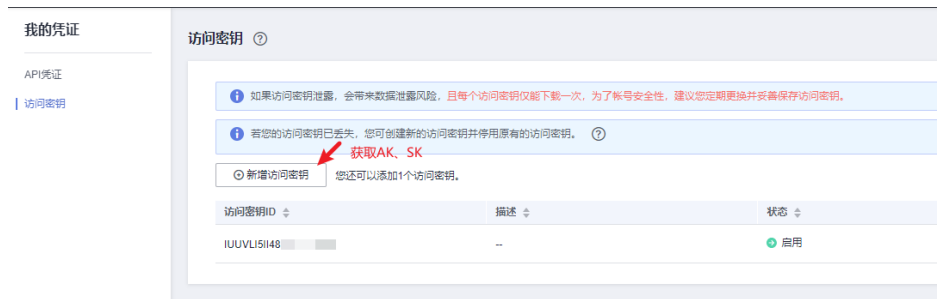 我的凭证
API凭证
访问密钥
访问密钥 ?
如果访问密钥泄露，会带来数据泄露风险，且每个访问密钥仅能下载一次，为了帐号安全性，建议您定期更换并妥善保存访问密钥。
若您的访问密钥已丢失，您可创建新的访问密钥并停用原有的访问密钥。 ?
获取AK、SK
新增访问密钥 您还可以添加1个访问密钥。
访问密钥ID 描述 状态
-- 启用